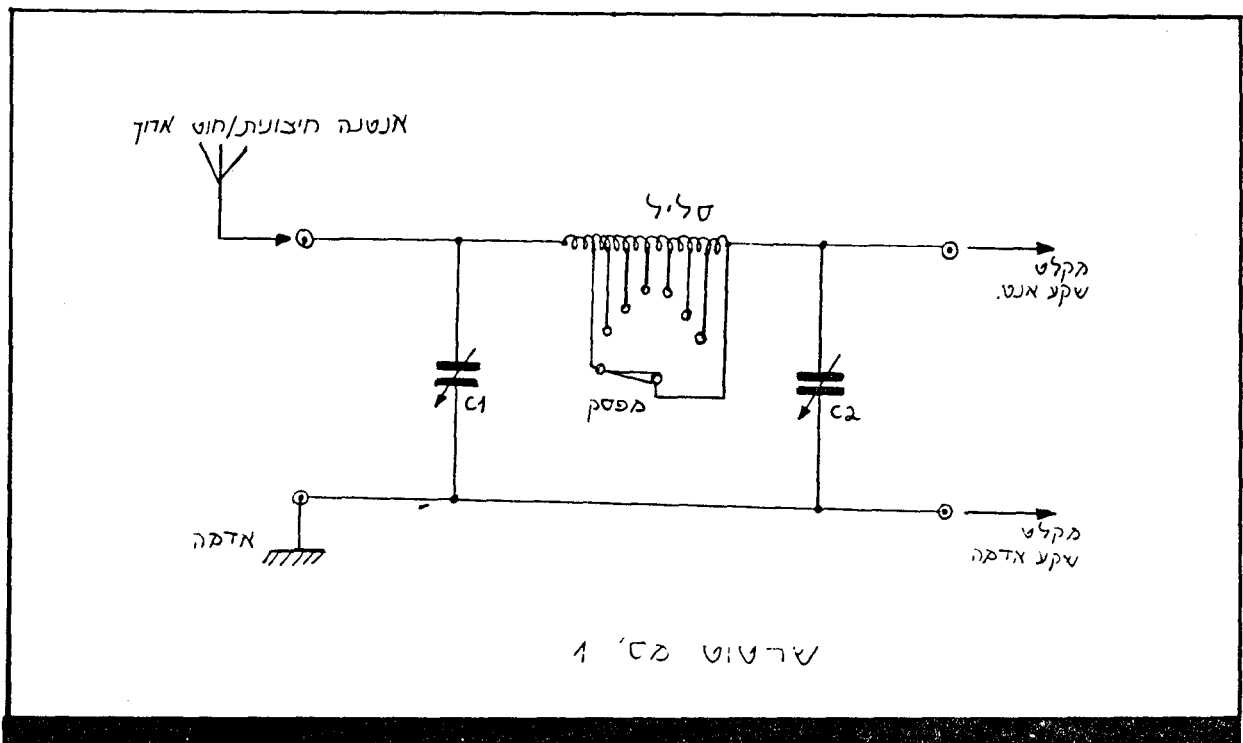 אנטנה חיצונית/חוט ארוך
סליל
מקלט
שקע אנט.
C1
מפסק
C2
אדמה
מקלט
שקע אדמה
שרטוט מס' 1